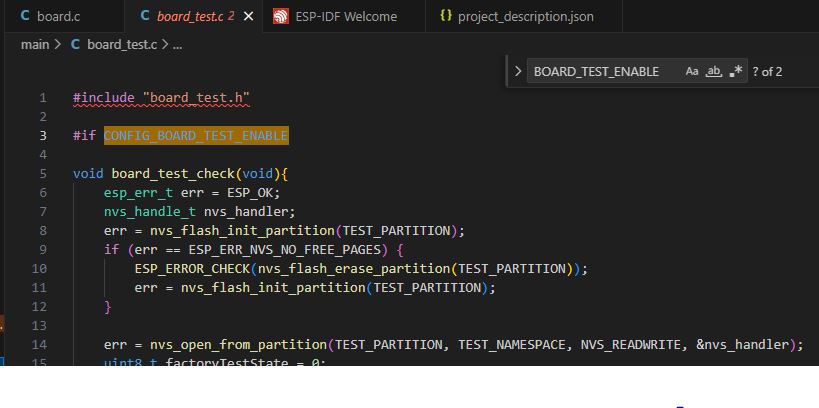 board.c
board_test.c 2
ESP-IDF Welcome
{} project_description.json
main > C board_test.c > ...
> BOARD_TEST_ENABLE Aa ab .* ? of 2
1 #include "board_test.h"
2
3 #if CONFIG_BOARD_TEST_ENABLE
4
5 void board_test_check(void){
6 esp_err_t err = ESP_OK;
7 nvs_handle_t nvs_handler;
8 err = nvs_flash_init_partition(TEST_PARTITION);
9 if (err == ESP_ERR_NVS_NO_FREE_PAGES) {
10 ESP_ERROR_CHECK(nvs_flash_erase_partition(TEST_PARTITION));
11 err = nvs_flash_init_partition(TEST_PARTITION);
12 }
13
14 err = nvs_open_from_partition(TEST_PARTITION, TEST_NAMESPACE, NVS_READWRITE, &nvs_handler);
15 uint8_t factoryTestState = 0;